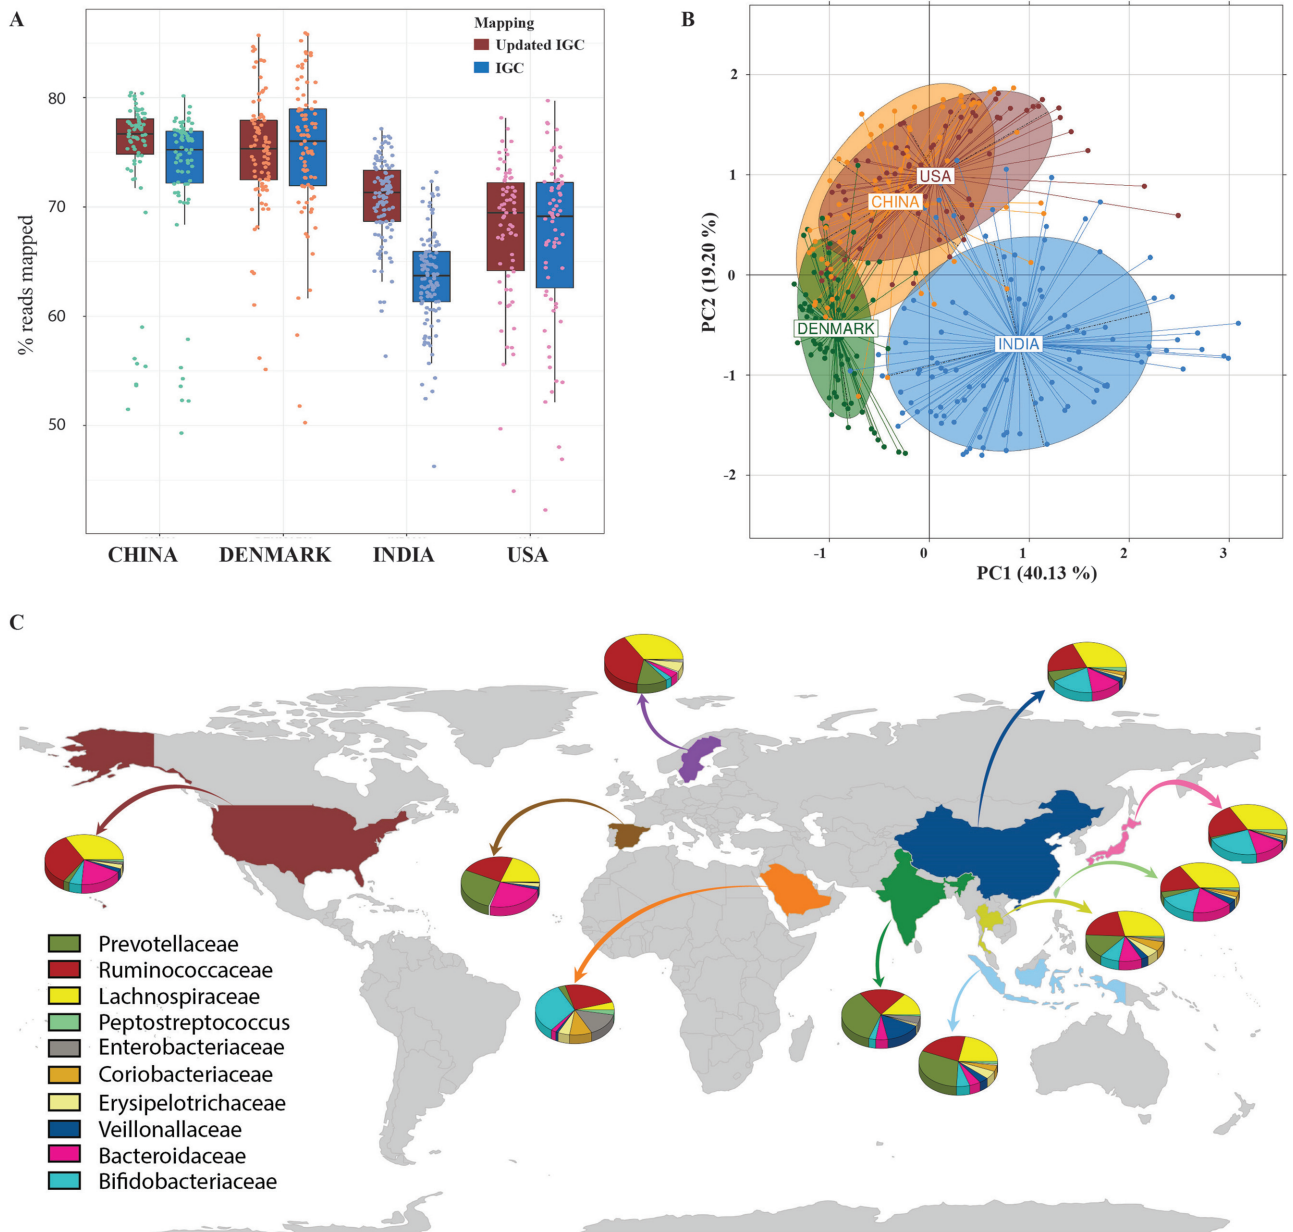 A
Mapping
Updated IGC
IGC
80
70
60
50
% reads mapped
CHINA DENMARK INDIA USA
B
2
1
0
-1
-2
PC2 (19.20 %)
USA
CHINA
DENMARK
INDIA
-1 0 1 2 3
PC1 (40.13 %)
C
Prevotellaceae
Ruminococcaceae
Lachnospiraceae
Peptostreptococcus
Enterobacteriaceae
Coriobacteriaceae
Erysipelotrichaceae
Veillonallaceae
Bacteroidaceae
Bifidobacteriaceae